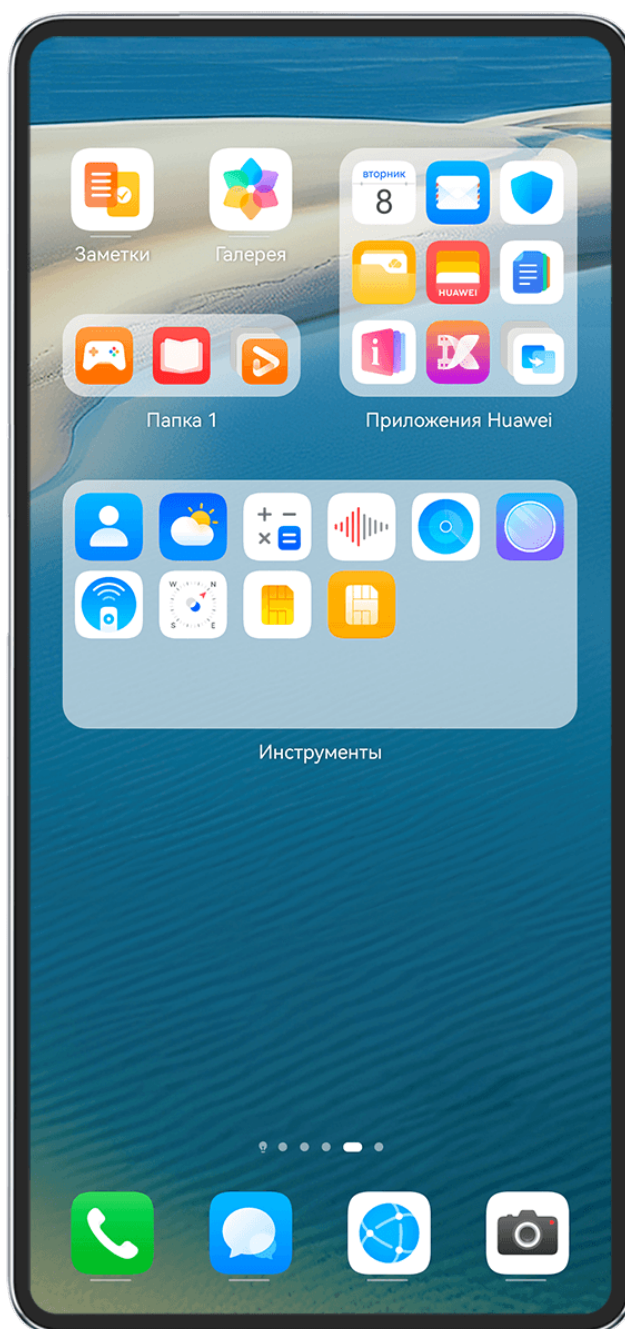 вторник
8
HUAWEI
Заметки
Галерея
Папка 1
Приложения Huawei
W N
S E
Инструменты